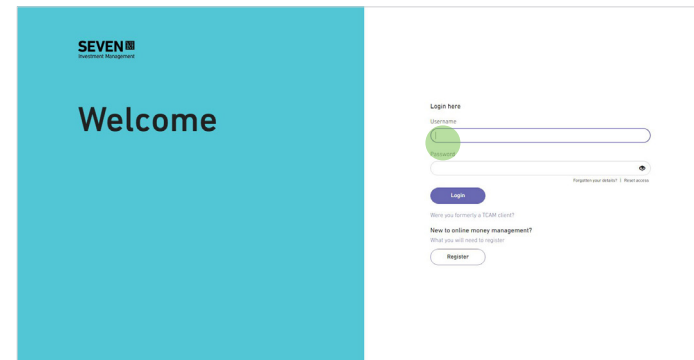 SEVEN
Investment Management
Welcome
Login here
Username
Password
Forgotten your details? | Reset access
Login
Were you formerly a TCAM client?
New to online money management?
What you will need to register
Register